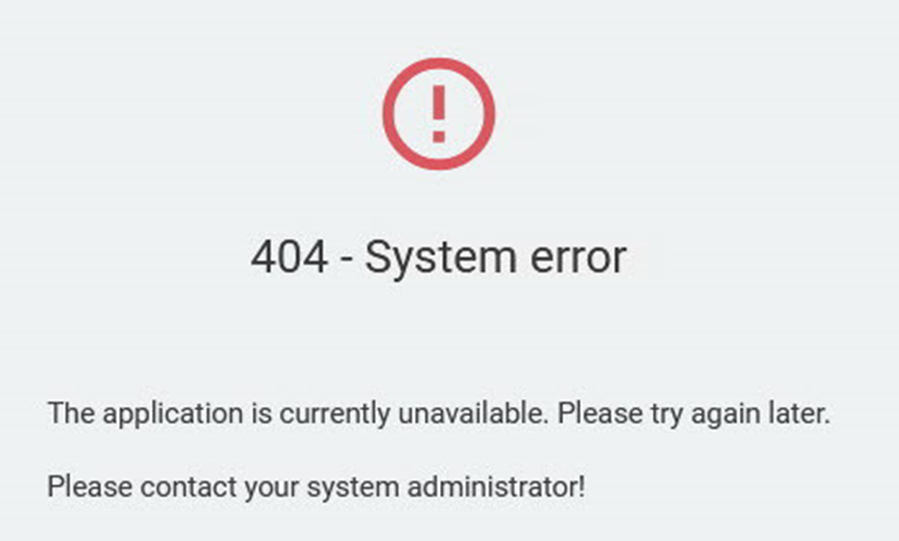 404 - System error
The application is currently unavailable. Please try again later.
Please contact your system administrator!